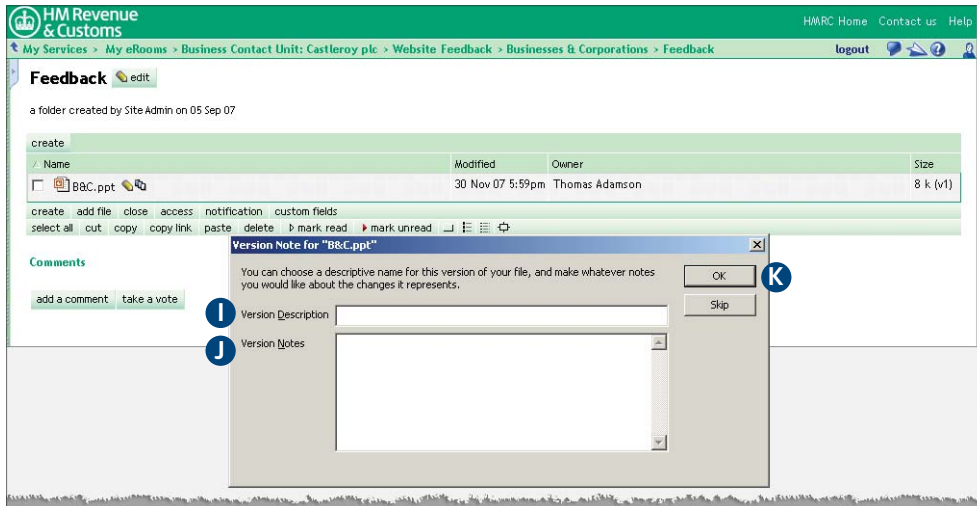 HM Revenue
& Customs
HMRC Home Contact us Help
My Services > My eRooms > Business Contact Unit: Castleroy plc > Website Feedback > Businesses & Corporations > Feedback
logout
Feedback edit
a folder created by Site Admin on 05 Sep 07
create
Name Modified Owner Size
B&C.ppt 30 Nov 07 5:59pm Thomas Adamson 8 k (v1)
create add file close access notification custom fields
select all cut copy copy link paste delete mark read mark unread
Comments
add a comment take a vote
Version Note for "B&C.ppt"
You can choose a descriptive name for this version of your file, and make whatever notes
you would like about the changes it represents.
OK
K
Skip
I
Version Description
J
Version Notes